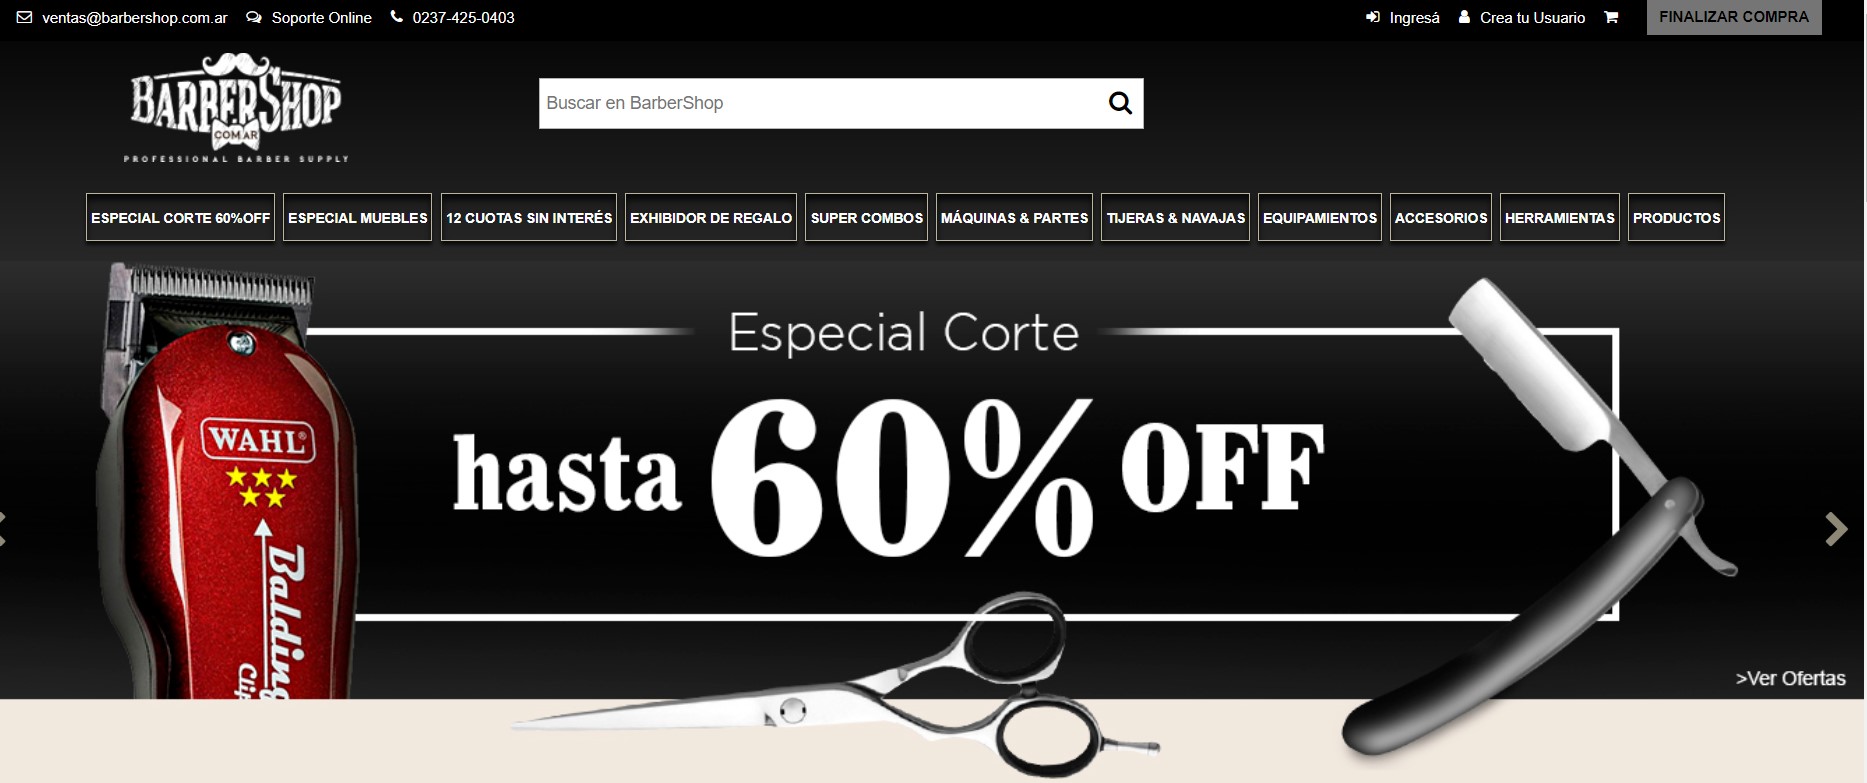 ventas@barbershop.com.ar
Soporte Online
0237-425-0403
Ingresá
Crea tu Usuario
FINALIZAR COMPRA
BARBERSHOP
COM.AR
PROFESSIONAL BARBER SUPPLY
Buscar en BarberShop
ESPECIAL CORTE 60%OFF
ESPECIAL MUEBLES
12 CUOTAS SIN INTERÉS
EXHIBIDOR DE REGALO
SUPER COMBOS
MÁQUINAS & PARTES
TIJERAS & NAVAJAS
EQUIPAMIENTOS
ACCESORIOS
HERRAMIENTAS
PRODUCTOS
Especial Corte
hasta 60% OFF
WAHL®
Balding
>Ver Ofertas